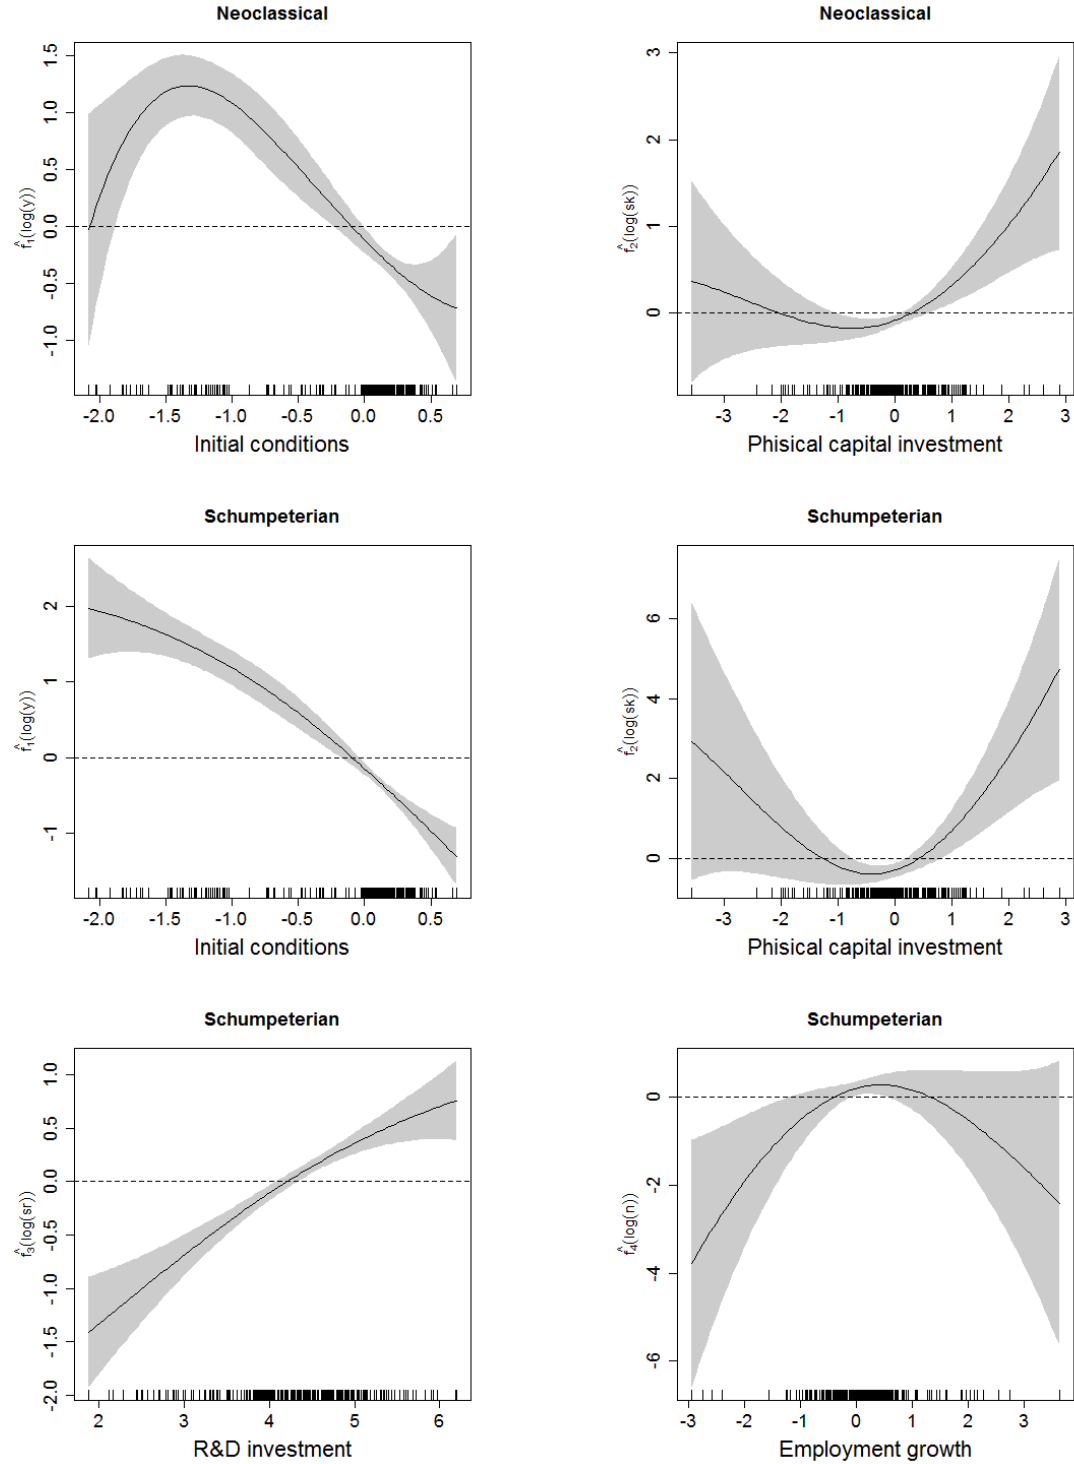 Neoclassical
f̂₁(log(y))
1.5
1.0
0.5
0.0
-0.5
-1.0
-2.0 -1.5 -1.0 -0.5 0.0 0.5
Initial conditions
Neoclassical
f̂₂(log(sk))
3
2
1
0
-3 -2 -1 0 1 2 3
Phisical capital investment
Schumpeterian
f̂₁(log(y))
2
1
0
-1
-2.0 -1.5 -1.0 -0.5 0.0 0.5
Initial conditions
Schumpeterian
f̂₂(log(sk))
6
4
2
0
-3 -2 -1 0 1 2 3
Phisical capital investment
Schumpeterian
f̂₃(log(sr))
1.0
0.5
0.0
-0.5
-1.0
-1.5
-2.0
2 3 4 5 6
R&D investment
Schumpeterian
f̂₄(log(n))
0
-2
-4
-6
-3 -2 -1 0 1 2 3
Employment growth